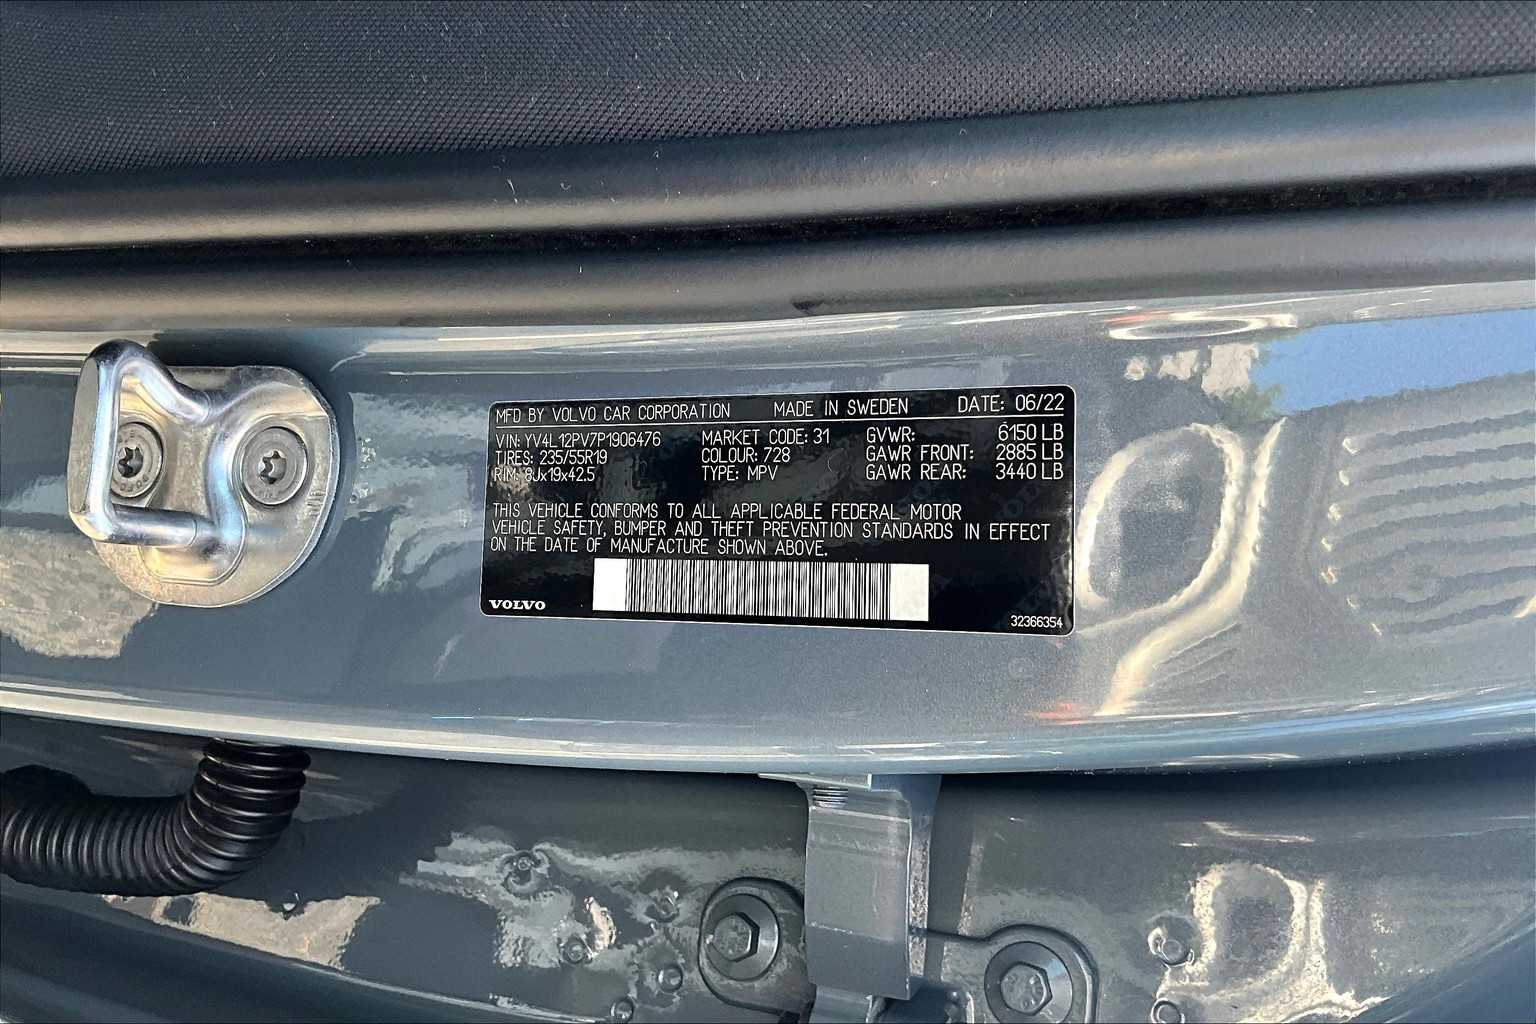 MFD BY VOLVO CAR CORPORATION MADE IN SWEDEN DATE: 06/22
VIN: YV4L12PV7P1906476 MARKET CODE: 31 GVWR: 6150 LB
TIRES: 235/55R19 COLOUR: 728 GAWR FRONT: 2885 LB
RIM: 8Jx19x42.5 TYPE: MPV GAWR REAR: 3440 LB
THIS VEHICLE CONFORMS TO ALL APPLICABLE FEDERAL MOTOR
VEHICLE SAFETY, BUMPER AND THEFT PREVENTION STANDARDS IN EFFECT
ON THE DATE OF MANUFACTURE SHOWN ABOVE.
VOLVO
32366354